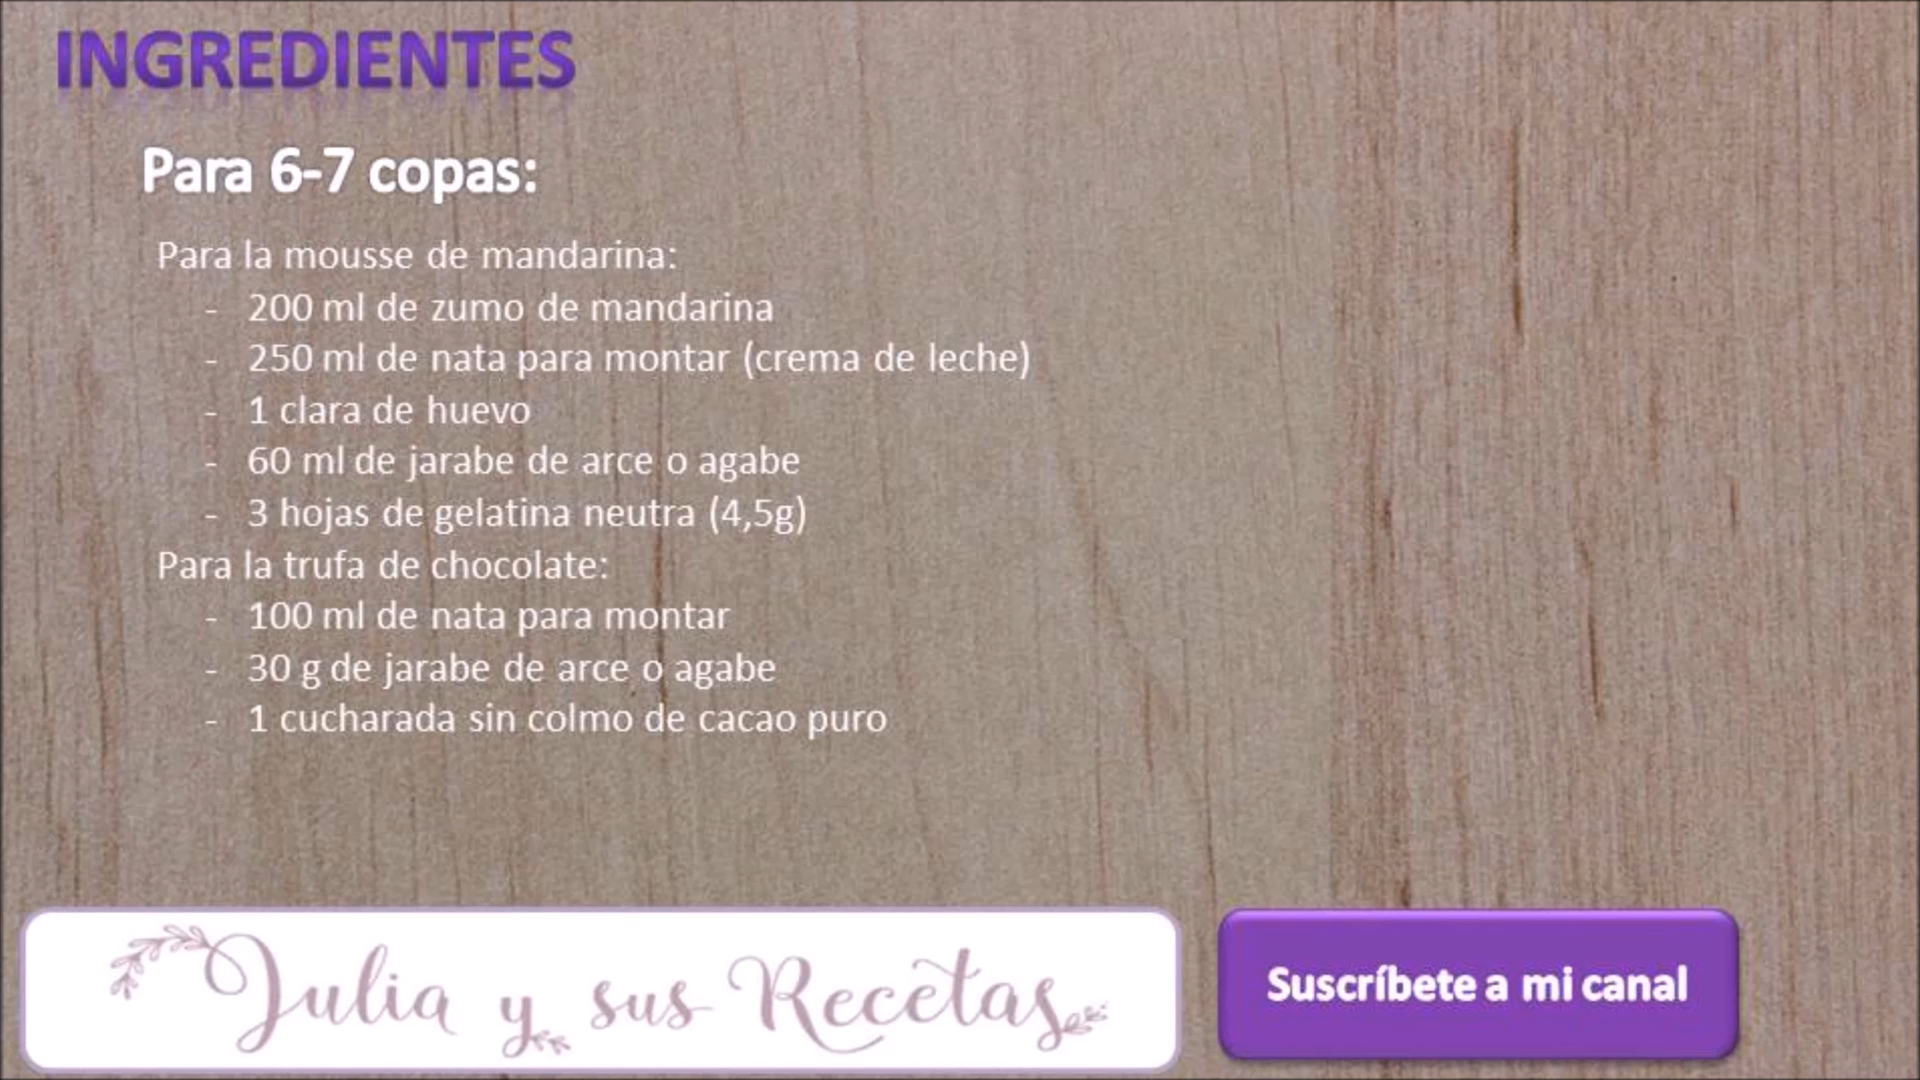 INGREDIENTES
Para 6-7 copas:
Para la mousse de mandarina:
- 200 ml de zumo de mandarina
- 250 ml de nata para montar (crema de leche)
- 1 clara de huevo
- 60 ml de jarabe de arce o agabe
- 3 hojas de gelatina neutra (4,5g)
Para la trufa de chocolate:
- 100 ml de nata para montar
- 30 g de jarabe de arce o agabe
- 1 cucharada sin colmo de cacao puro
Julia y sus Recetas
Suscríbete a mi canal